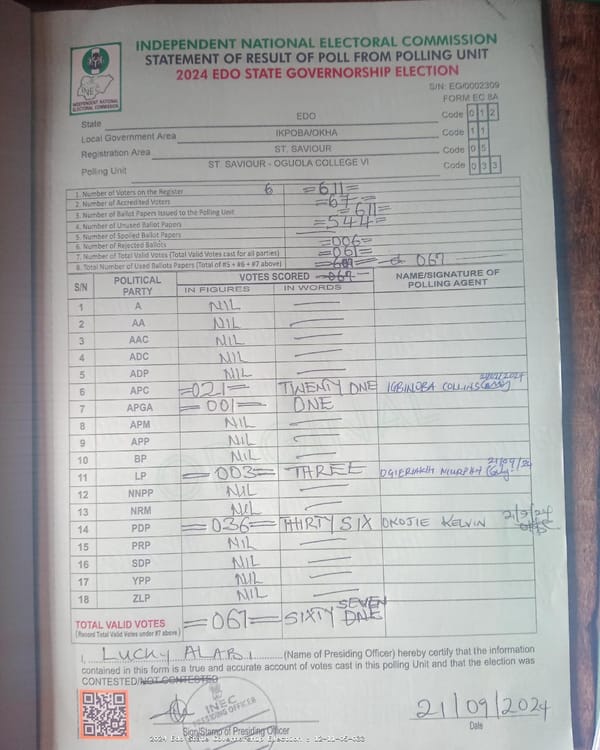 INDEPENDENT NATIONAL ELECTORAL COMMISSION
STATEMENT OF RESULT OF POLL FROM POLLING UNIT
2024 EDO STATE GOVERNORSHIP ELECTION
INEC
INDEPENDENT NATIONAL ELECTORAL COMMISSION
S/N: EG/0002309
FORM EC 8A
State EDO Code 0 1 2
Local Government Area IKPOBA/OKHA Code 1 1
Registration Area ST. SAVIOUR Code 0 5
Polling Unit ST. SAVIOUR - OGUOLA COLLEGE VI Code 0 3 3
1. Number of Voters on the Register 6 =611=
2. Number of Accredited Voters =67=
3. Number of Ballot Papers Issued to the Polling Unit =611=
4. Number of Unused Ballot Papers =544=
5. Number of Spoiled Ballot Papers
6. Number of Rejected Ballots =006=
7. Number of Total Valid Votes (Total Valid Votes cast for all parties) =061=
8. Total Number of Used Ballots Papers (Total of #5 + #6 + #7 above) 067
S/N POLITICAL PARTY VOTES SCORED -067- NAME/SIGNATURE OF POLLING AGENT
IN FIGURES IN WORDS
1 A NIL
2 AA NIL
3 AAC NIL
4 ADC NIL
5 ADP NIL
6 APC =021= TWENTY ONE IGBINOBA COLLINS
7 APGA =001= ONE
8 APM NIL
9 APP NIL
10 BP NIL
11 LP =003= THREE MURPHY 21/09/24
12 NNPP NIL
13 NRM NIL
14 PDP =036= THIRTY SIX OKOJIE KELVIN 21/9/24
15 PRP NIL
16 SDP NIL
17 YPP NIL
18 ZLP NIL
TOTAL VALID VOTES =067= SIXTY SEVEN ONE
(Record Total Valid Votes under #7 above)
I, LUCKY ALABI (Name of Presiding Officer) hereby certify that the information
contained in this form is a true and accurate account of votes cast in this polling Unit and that the election was
CONTESTED/NOT CONTESTED
INEC
PRESIDING OFFICER
21/09/2024
Sign/Stamp of Presiding Officer
Date
2024 Edo State Governorship Election : 12-11-05-033